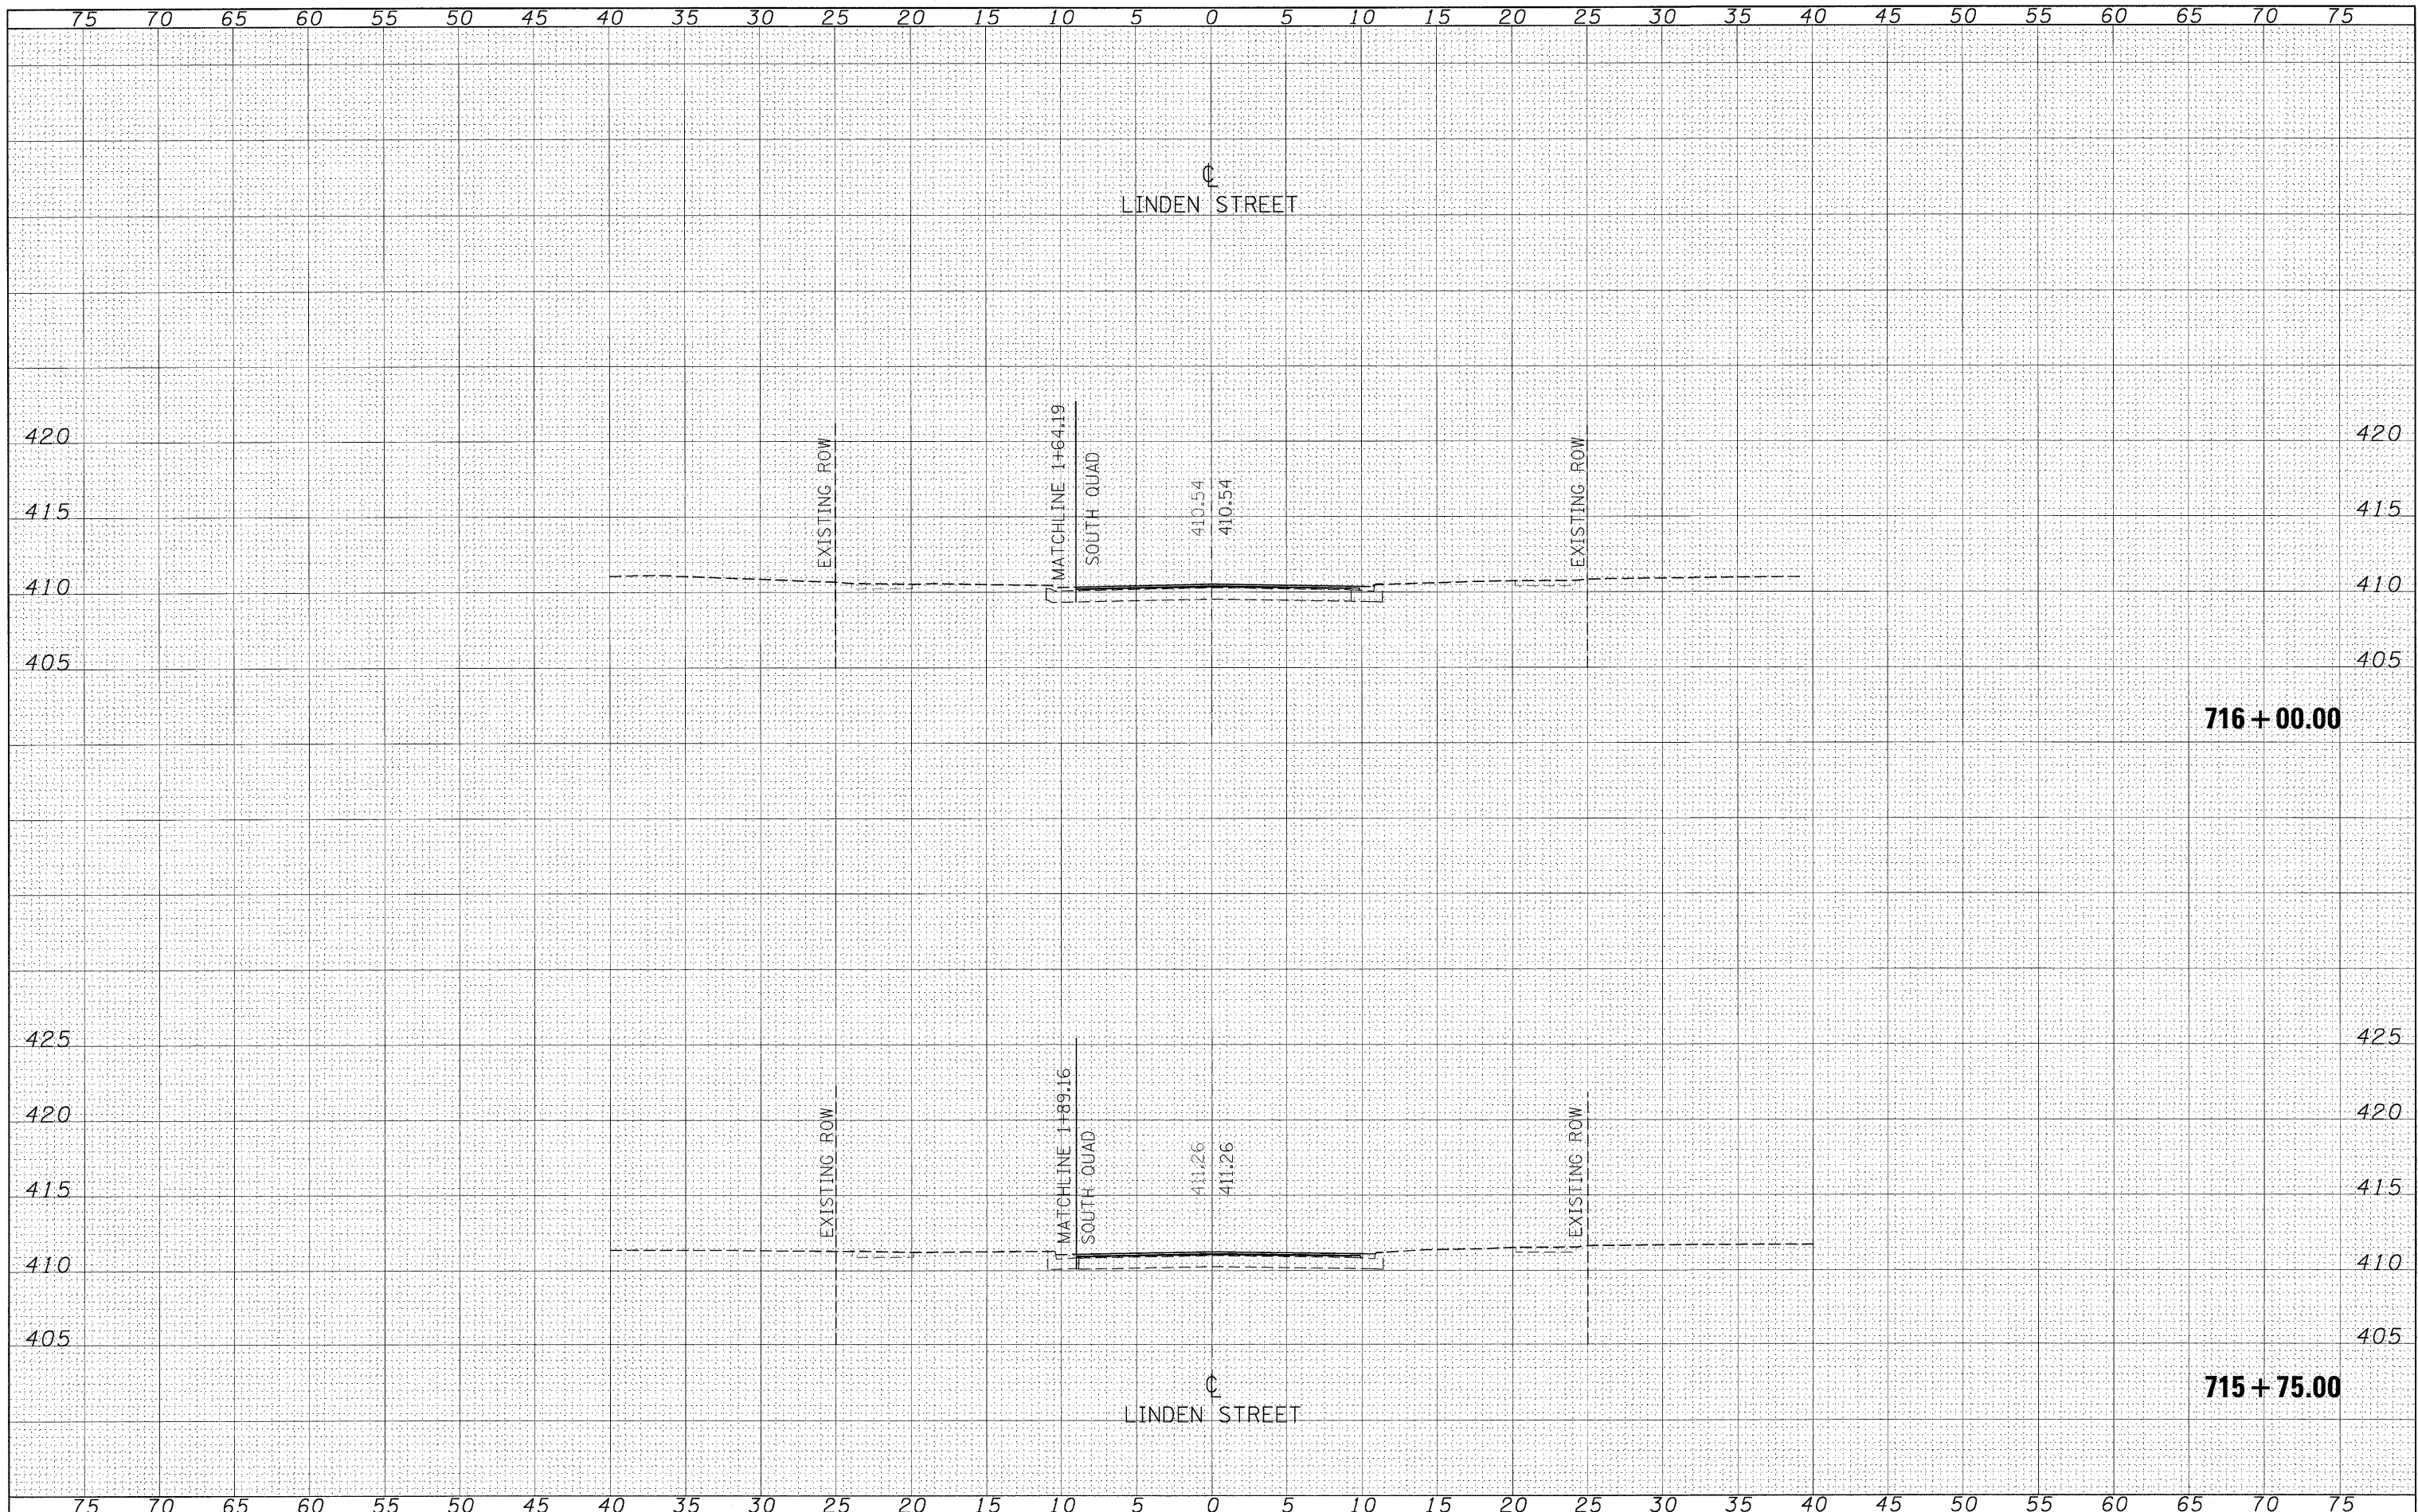 75 70 65 60 55 50 45 40 35 30 25 20 15 10 5 0 5 10 15 20 25 30 35 40 45 50 55 60 65 70 75
℄
LINDEN STREET
420 420
415 415
410 410
405 405
EXISTING ROW
MATCHLINE 1+64.19
SOUTH QUAD
410.54
410.54
EXISTING ROW
716+00.00
425 425
420 420
415 415
410 410
405 405
EXISTING ROW
MATCHLINE 1+89.16
SOUTH QUAD
411.26
411.26
EXISTING ROW
℄
LINDEN STREET
715+75.00
75 70 65 60 55 50 45 40 35 30 25 20 15 10 5 0 5 10 15 20 25 30 35 40 45 50 55 60 65 70 75